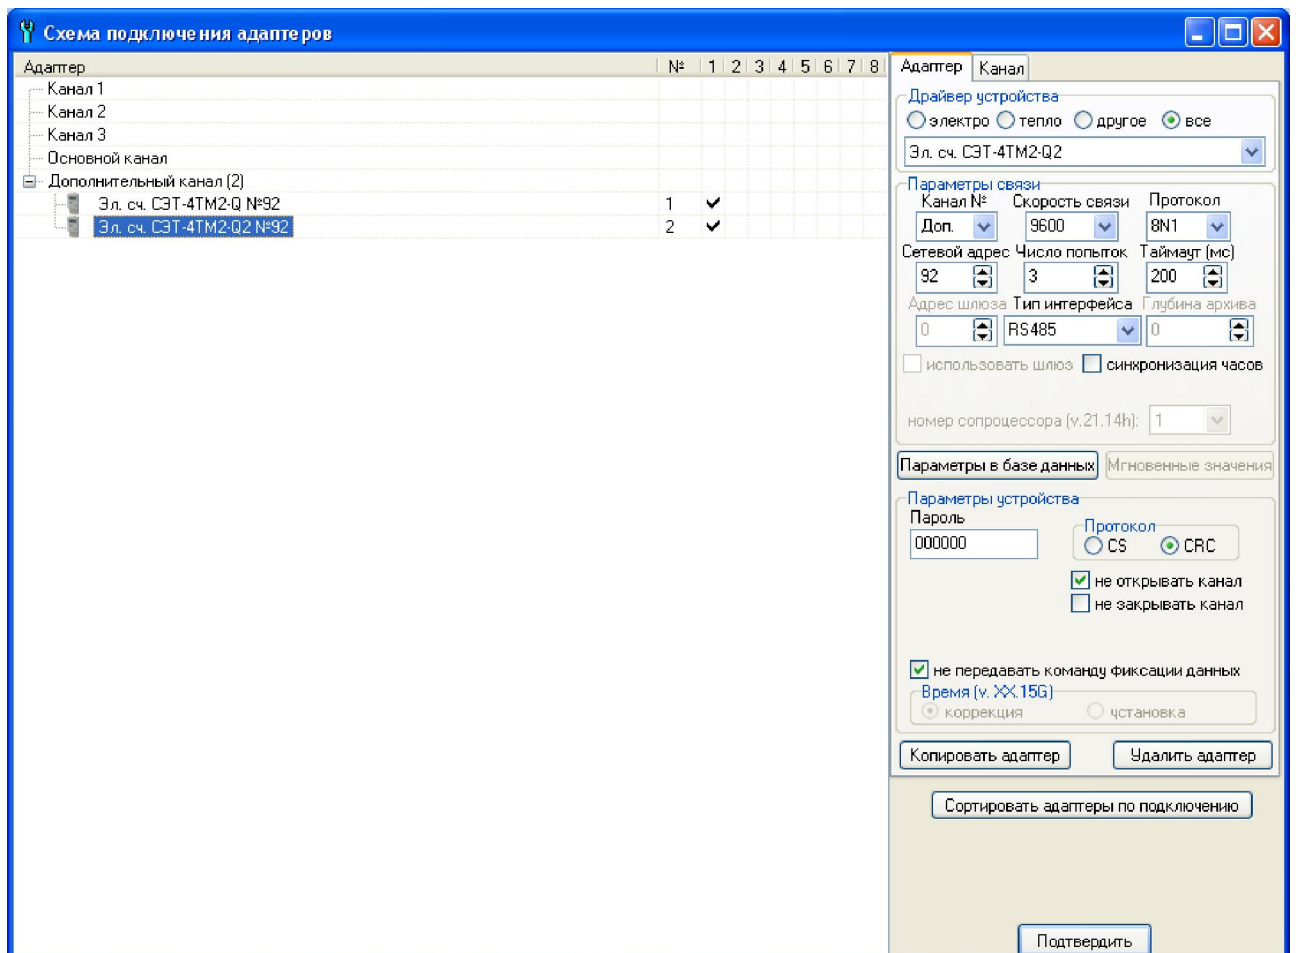 Схема подключения адаптеров
Адаптер № 1 2 3 4 5 6 7 8
Канал 1
Канал 2
Канал 3
Основной канал
Дополнительный канал (2)
Эл. сч. СЭТ-4ТМ2-Q №92 1
Эл. сч. СЭТ-4ТМ2-Q2 №92 2
Адаптер Канал
Драйвер устройства
электро тепло другое все
Эл. сч. СЭТ-4ТМ2-Q2
Параметры связи
Канал № Скорость связи Протокол
Доп. 9600 8N1
Сетевой адрес Число попыток Таймаут (мс)
92 3 200
Адрес шлюза Тип интерфейса Глубина архива
0 RS485 0
использовать шлюз синхронизация часов
номер сопроцессора (v.21.14h): 1
Параметры в базе данных Мгновенные значения
Параметры устройства
Пароль
000000
Протокол
CS CRC
не открывать канал
не закрывать канал
не передавать команду фиксации данных
Время (v. XX.15G)
коррекция установка
Копировать адаптер Удалить адаптер
Сортировать адаптеры по подключению
Подтвердить